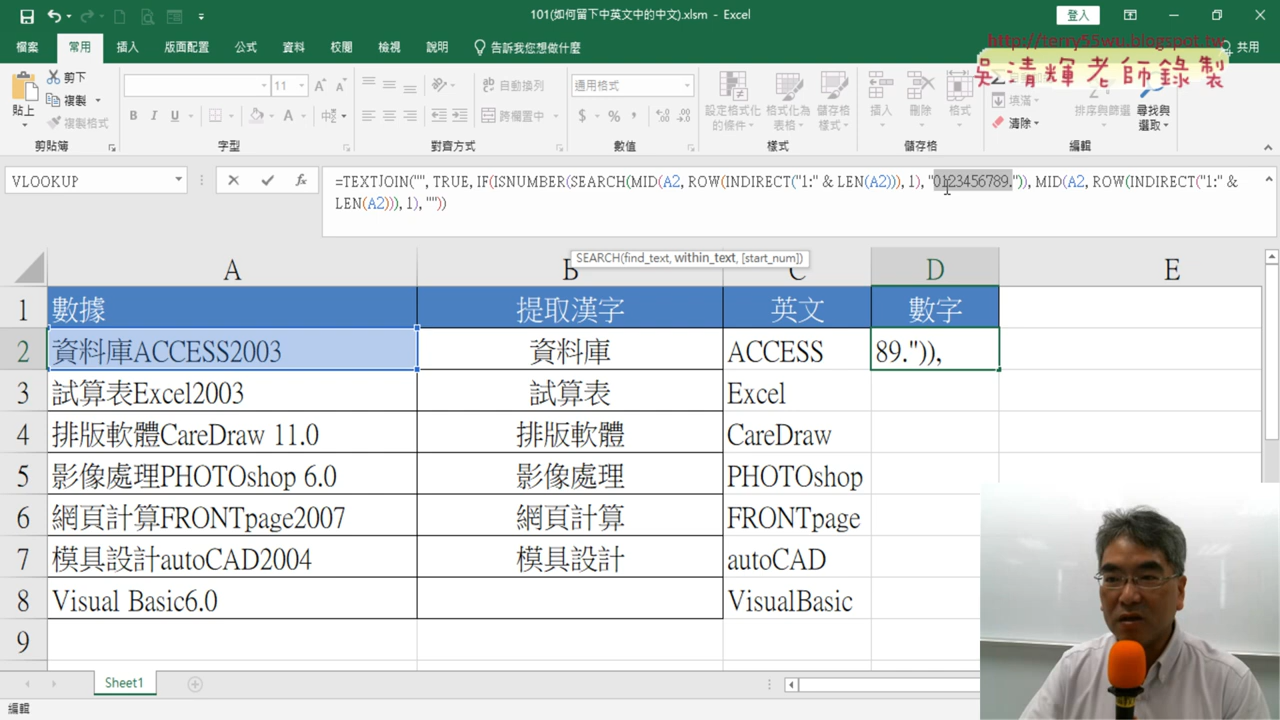 101(如何留下中英文中的中文).xlsm - Excel
登入
檔案 常用 插入 版面配置 公式 資料 校閱 檢視 說明 告訴我您想做什麼 共用
http://terry55wu.blogspot.tw
吳清輝老師錄製
貼上 剪下 複製 複製格式
11 A A
B I U A 中
ab 自動換行 跨欄置中
通用格式
$ % ,
設定格式化的條件 格式化為表格 儲存格樣式
插入 刪除 格式
填滿 清除
排序與篩選 尋找與選取
剪貼簿 字型 對齊方式 數值 樣式 儲存格 編輯
VLOOKUP
fx
=TEXTJOIN("", TRUE, IF(ISNUMBER(SEARCH(MID(A2, ROW(INDIRECT("1:" & LEN(A2))), 1), "0123456789.")), MID(A2, ROW(INDIRECT("1:" &
LEN(A2))), 1), ""))
SEARCH(find_text, within_text, [start_num])
A B C D E
1 數據 提取漢字 英文 數字
2 資料庫ACCESS2003 資料庫 ACCESS 89.")),
3 試算表Excel2003 試算表 Excel
4 排版軟體CareDraw 11.0 排版軟體 CareDraw
5 影像處理PHOTOshop 6.0 影像處理 PHOTOshop
6 網頁計算FRONTpage2007 網頁計算 FRONTpage
7 模具設計autoCAD2004 模具設計 autoCAD
8 Visual Basic6.0 VisualBasic
9
Sheet1
編輯